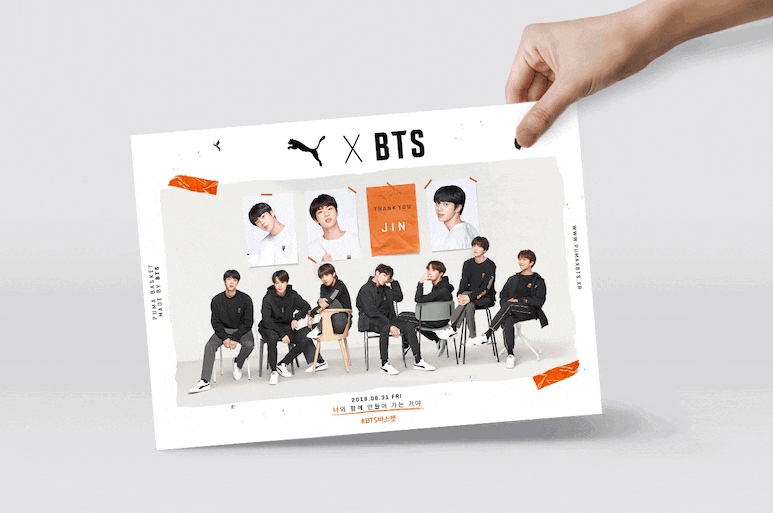 X BTS
THANK YOU
JIN
PUMA BASKET
MADE BY BTS
WWW.PUMAXBTS.KR
2018.08.31 FRI
너와 함께 만들어 가는 거야
#BTS바스켓